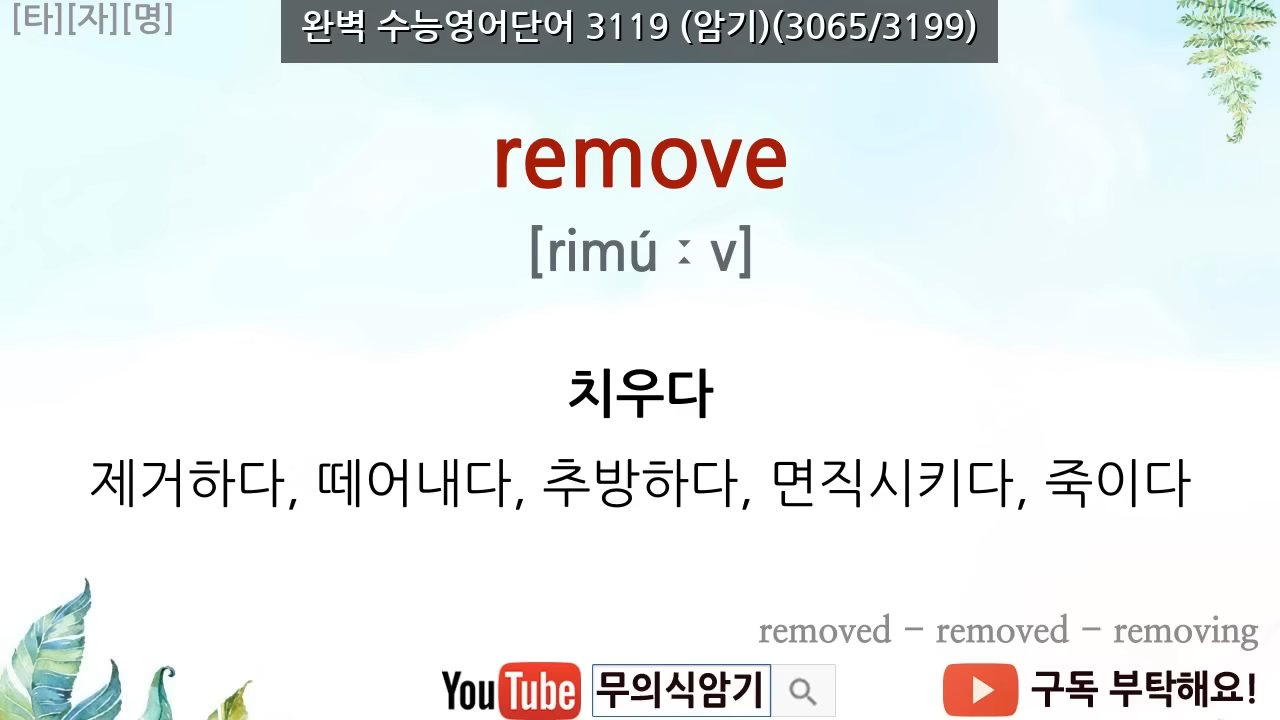 [타][자][명]
완벽 수능영어단어 3119 (암기)(3065/3199)
remove
[rimú : v]
치우다
제거하다, 떼어내다, 추방하다, 면직시키다, 죽이다
removed - removed - removing
YouTube 무의식암기
구독 부탁해요!